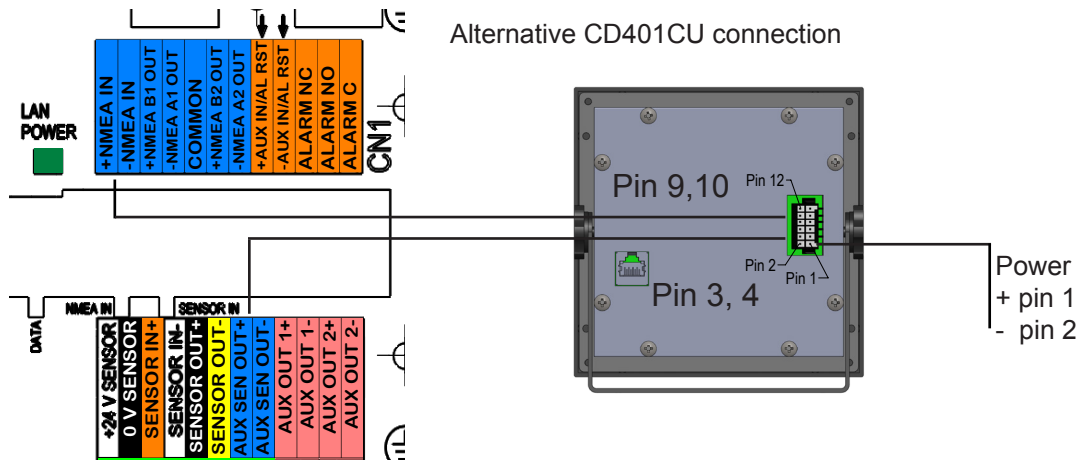 Alternative CD401CU connection
LAN
POWER
+NMEA IN
-NMEA IN
+NMEA B1 OUT
-NMEA A1 OUT
COMMON
+NMEA B2 OUT
-NMEA A2 OUT
+AUX IN/AL RST
-AUX IN/AL RST
ALARM NC
ALARM NO
ALARM C
CN1
Pin 9,10
Pin 12
Pin 2
Pin 1
Pin 3, 4
Power
+ pin 1
- pin 2
DATA
NMEA IN
SENSOR IN
+24 V SENSOR
0 V SENSOR
SENSOR IN+
SENSOR IN-
SENSOR OUT+
SENSOR OUT-
AUX SEN OUT+
AUX SEN OUT-
AUX OUT 1+
AUX OUT 1-
AUX OUT 2+
AUX OUT 2-